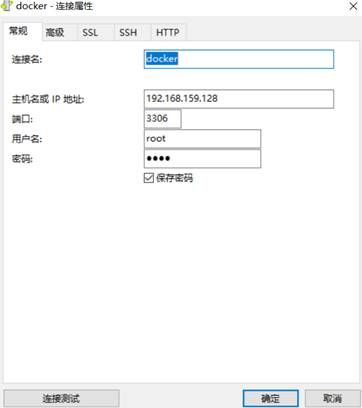 docker - 连接属性
常规 高级 SSL SSH HTTP
连接名: docker
主机名或 IP 地址: 192.168.159.128
端口: 3306
用户名: root
密码: ●●●●
保存密码
连接测试 确定 取消